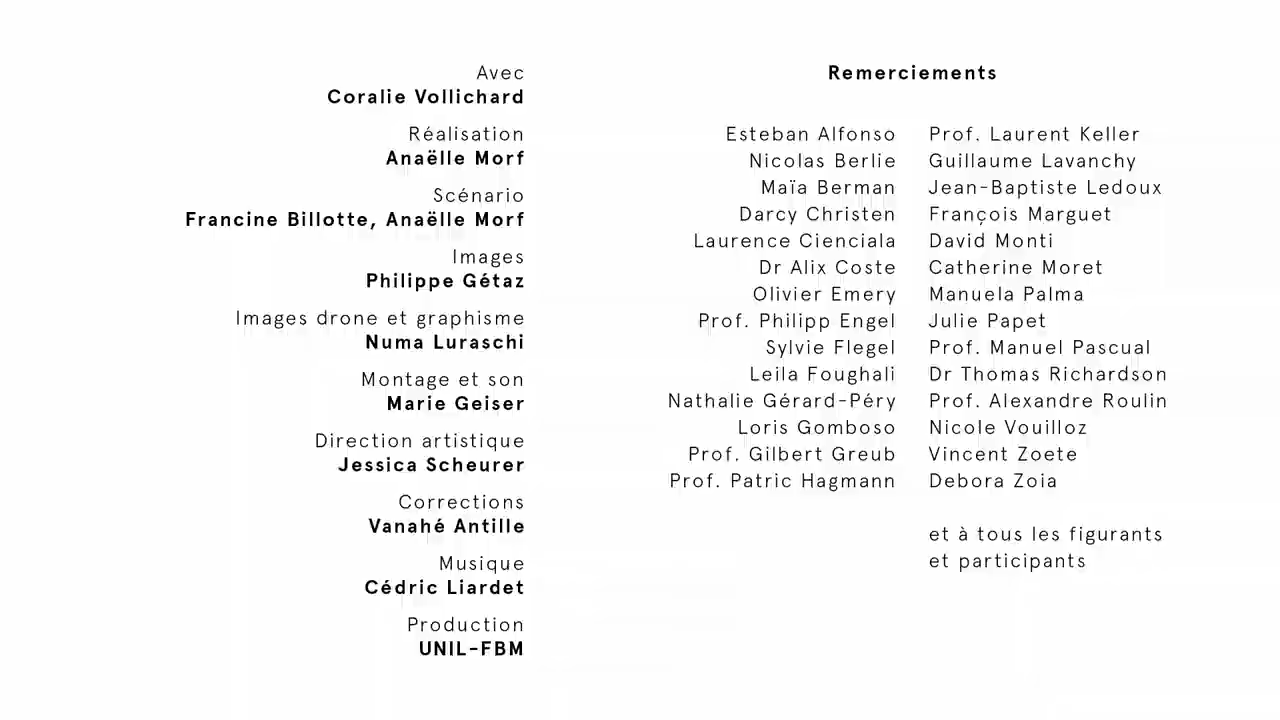 Avec
Coralie Vollichard
Réalisation
Anaëlle Morf
Scénario
Francine Billotte, Anaëlle Morf
Images
Philippe Gétaz
Images drone et graphisme
Numa Luraschi
Montage et son
Marie Geiser
Direction artistique
Jessica Scheurer
Corrections
Vanahé Antille
Musique
Cédric Liardet
Production
UNIL-FBM
Remerciements
Esteban Alfonso
Nicolas Berlie
Maïa Berman
Darcy Christen
Laurence Cienciala
Dr Alix Coste
Olivier Emery
Prof. Philipp Engel
Sylvie Flegel
Leila Foughali
Nathalie Gérard-Péry
Loris Gomboso
Prof. Gilbert Greub
Prof. Patric Hagmann
Prof. Laurent Keller
Guillaume Lavanchy
Jean-Baptiste Ledoux
François Marguet
David Monti
Catherine Moret
Manuela Palma
Julie Papet
Prof. Manuel Pascual
Dr Thomas Richardson
Prof. Alexandre Roulin
Nicole Vouilloz
Vincent Zoete
Debora Zoia
et à tous les figurants
et participants